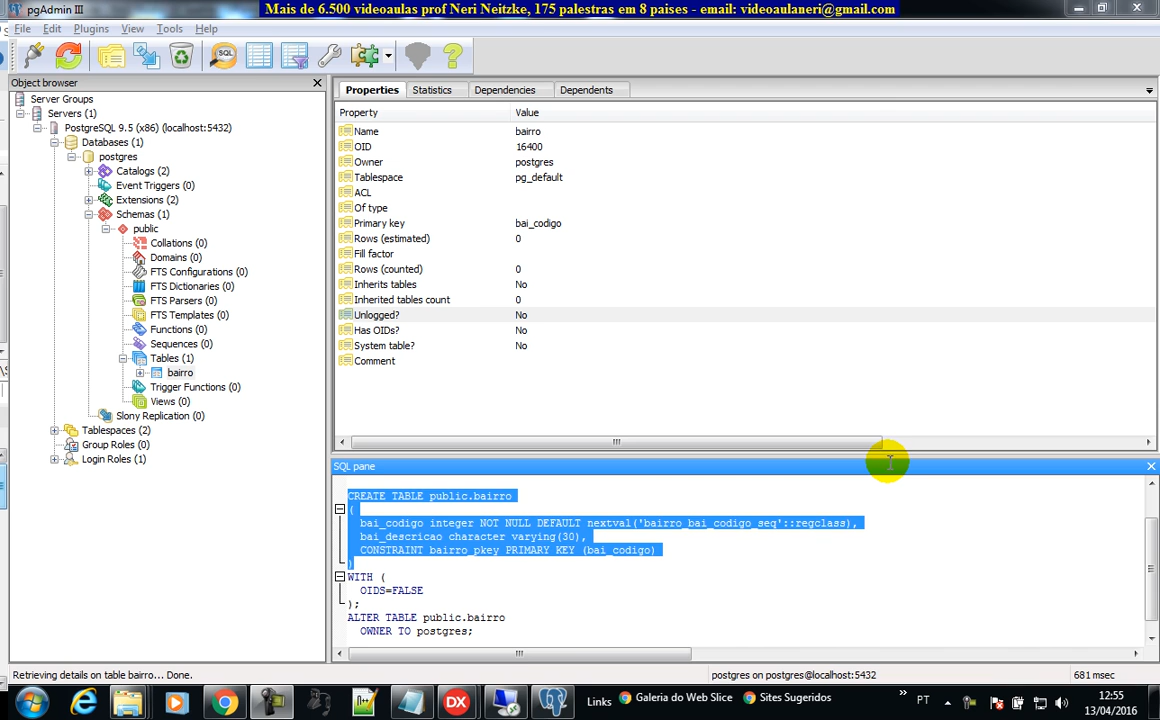 pgAdmin III
Mais de 6.500 videoaulas prof Neri Neitzke, 175 palestras em 8 paises - email: videoaulaneri@gmail.com
File Edit Plugins View Tools Help
SQL
Object browser
Server Groups
Servers (1)
PostgreSQL 9.5 (x86) (localhost:5432)
Databases (1)
postgres
Catalogs (2)
Event Triggers (0)
Extensions (2)
Schemas (1)
public
Collations (0)
Domains (0)
FTS Configurations (0)
FTS Dictionaries (0)
FTS Parsers (0)
FTS Templates (0)
Functions (0)
Sequences (0)
Tables (1)
bairro
Trigger Functions (0)
Views (0)
Slony Replication (0)
Tablespaces (2)
Group Roles (0)
Login Roles (1)
Properties Statistics Dependencies Dependents
Property Value
Name bairro
OID 16400
Owner postgres
Tablespace pg_default
ACL
Of type
Primary key bai_codigo
Rows (estimated) 0
Fill factor
Rows (counted) 0
Inherits tables No
Inherited tables count 0
Unlogged? No
Has OIDs? No
System table? No
Comment
SQL pane
CREATE TABLE public.bairro
(
bai_codigo integer NOT NULL DEFAULT nextval('bairro_bai_codigo_seq'::regclass),
bai_descricao character varying(30),
CONSTRAINT bairro_pkey PRIMARY KEY (bai_codigo)
)
WITH (
OIDS=FALSE
);
ALTER TABLE public.bairro
OWNER TO postgres;
Retrieving details on table bairro... Done. postgres on postgres@localhost:5432 681 msec
DX Links Galeria do Web Slice Sites Sugeridos » PT 12:55
13/04/2016